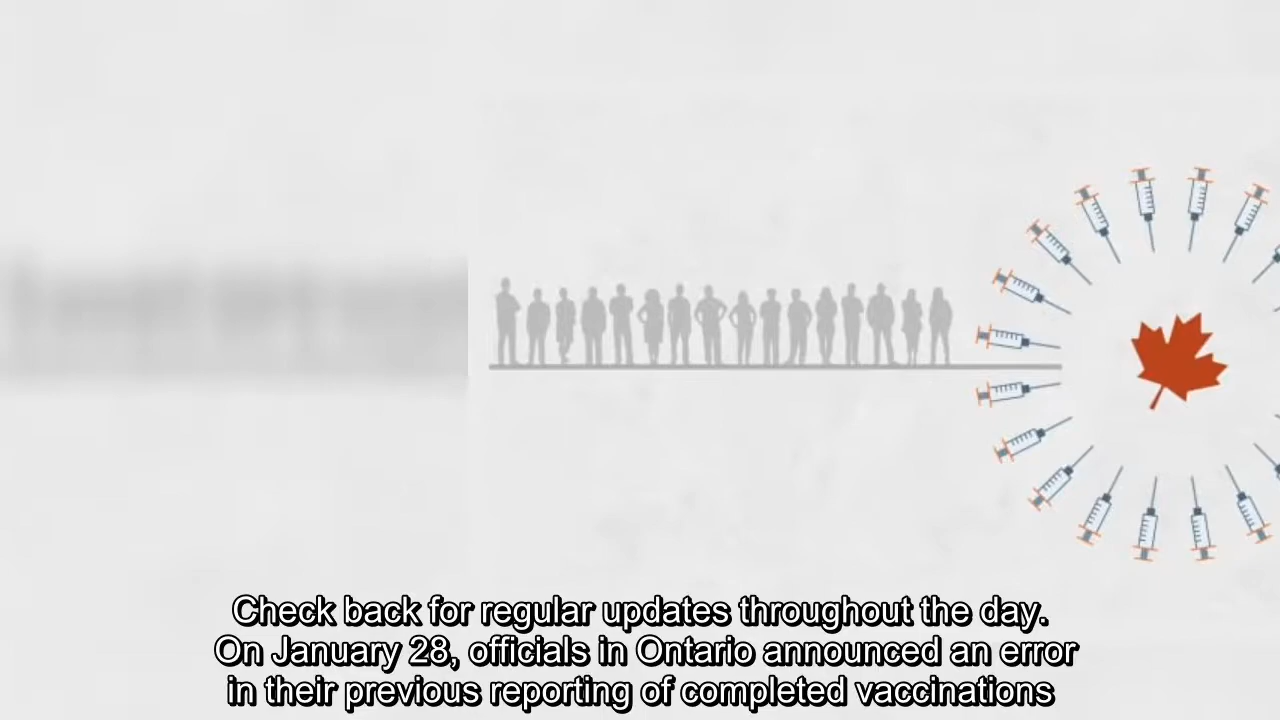 Check back for regular updates throughout the day.
On January 28, officials in Ontario announced an error
in their previous reporting of completed vaccinations